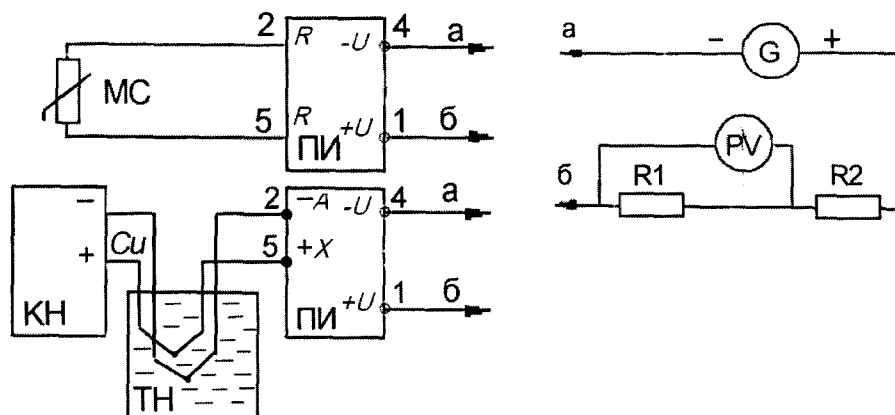 2 R -U 4 а
МС
5 R +U 1 б
ПИ
- 2 -A -U 4 а
+ Cu 5 +X
КН
ТН
ПИ +U 1 б
а - G +
PV
б R1 R2